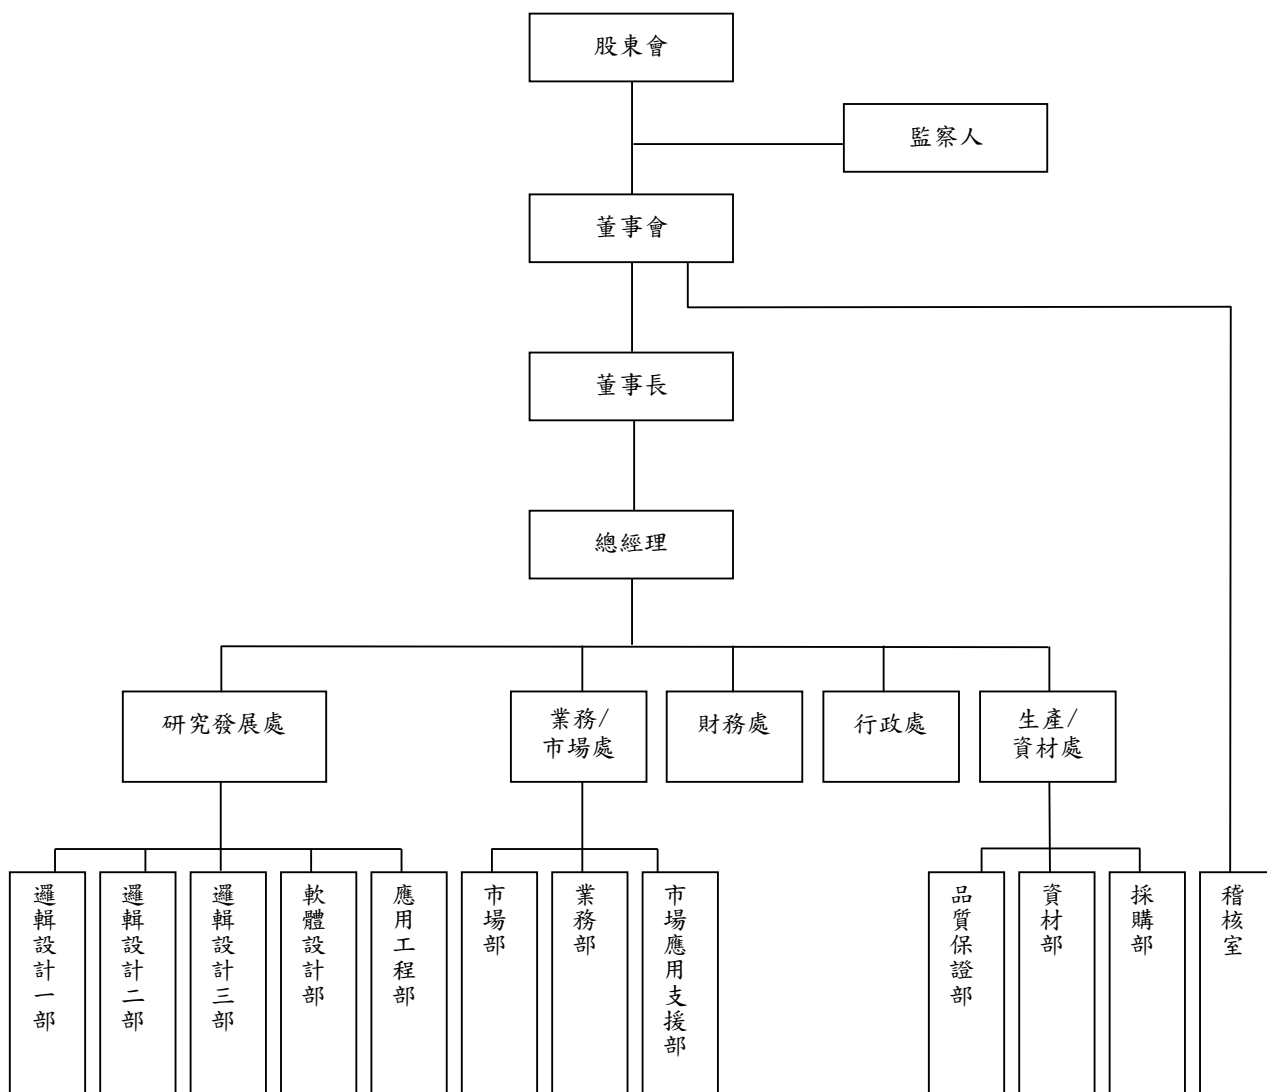 股東會
監察人
董事會
董事長
總經理
研究發展處
業務/
市場處
財務處
行政處
生產/
資材處
邏輯設計一部
邏輯設計二部
邏輯設計三部
軟體設計部
應用工程部
市場部
業務部
市場應用支援部
品質保證部
資材部
採購部
稽核室